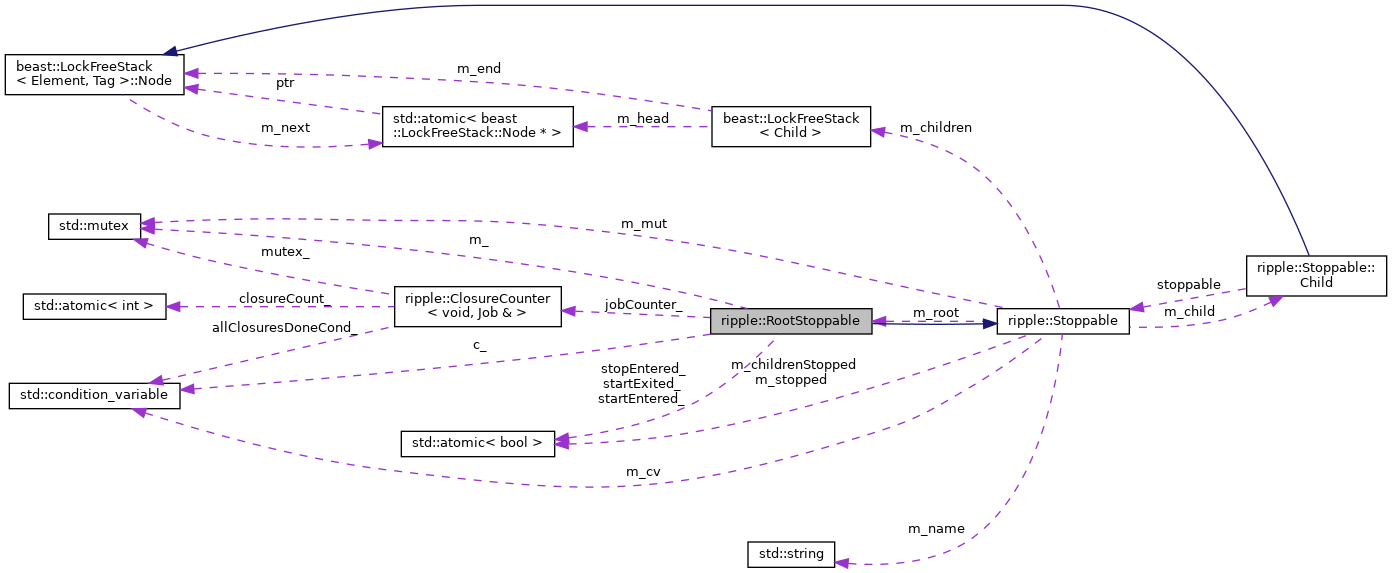 beast::LockFreeStack
< Element, Tag >::Node
m_end
ptr
m_next
std::atomic< beast
::LockFreeStack::Node * >
m_head
beast::LockFreeStack
< Child >
m_children
std::mutex
m_mut
m_
mutex_
ripple::Stoppable::
Child
stoppable
m_child
std::atomic< int >
closureCount_
ripple::ClosureCounter
< void, Job & >
jobCounter_
ripple::RootStoppable
m_root
ripple::Stoppable
allClosuresDoneCond_
c_
std::condition_variable
stopEntered_
startExited_
startEntered_
m_childrenStopped
m_stopped
std::atomic< bool >
m_cv
m_name
std::string